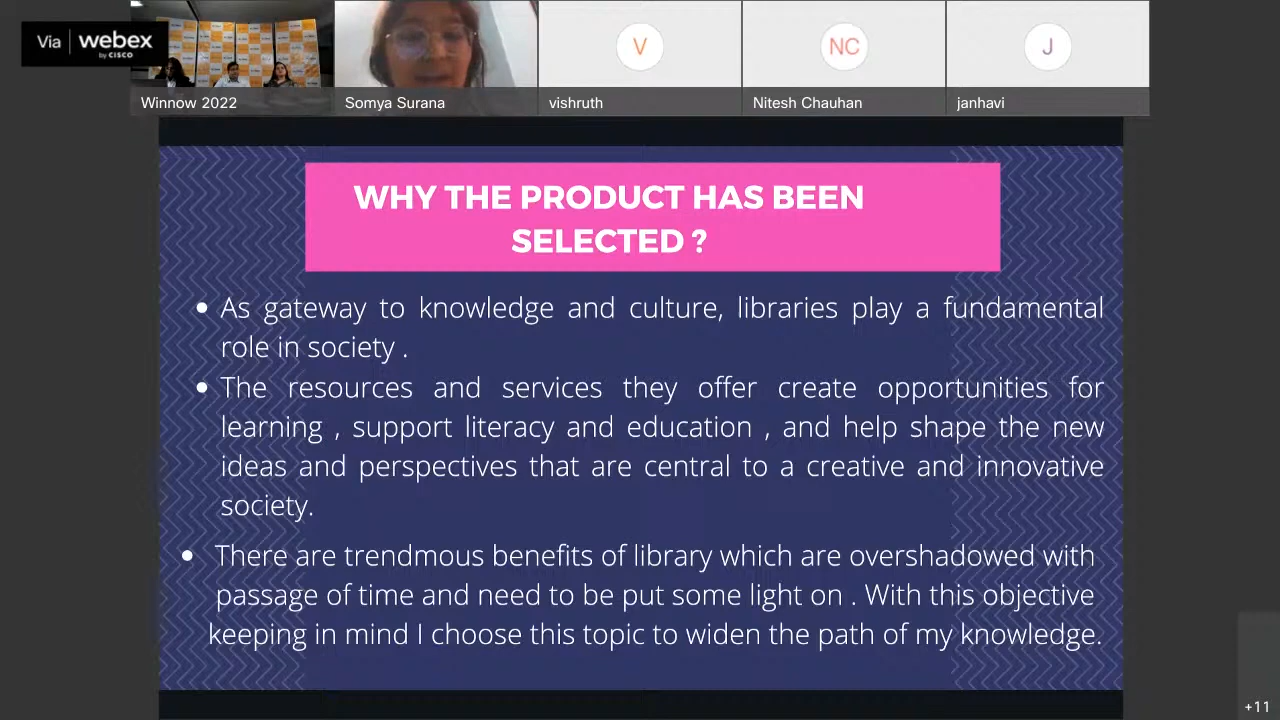 Via webex
by CISCO
Winnow 2022
Somya Surana
V
vishruth
NC
Nitesh Chauhan
J
janhavi
WHY THE PRODUCT HAS BEEN
SELECTED ?
As gateway to knowledge and culture, libraries play a fundamental
role in society .
The resources and services they offer create opportunities for
learning , support literacy and education , and help shape the new
ideas and perspectives that are central to a creative and innovative
society.
There are trendmous benefits of library which are overshadowed with
passage of time and need to be put some light on . With this objective
keeping in mind I choose this topic to widen the path of my knowledge.
+11